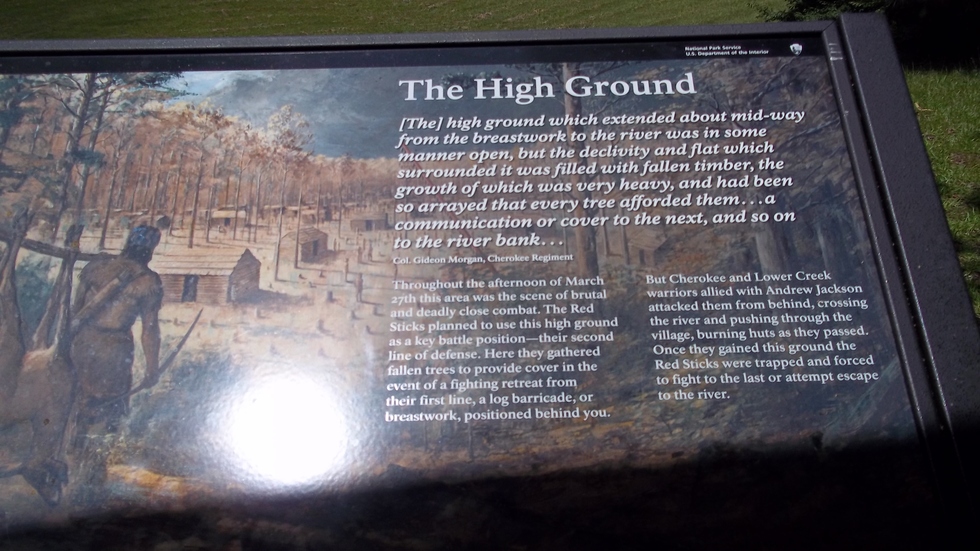 National Park Service
U.S. Department of the Interior
The High Ground
[The] high ground which extended about mid-way
from the breastwork to the river was in some
manner open, but the declivity and flat which
surrounded it was filled with fallen timber, the
growth of which was very heavy, and had been
so arrayed that every tree afforded them...a
communication or cover to the next, and so on
to the river bank...
Col. Gideon Morgan, Cherokee Regiment
Throughout the afternoon of March
27th this area was the scene of brutal
and deadly close combat. The Red
Sticks planned to use this high ground
as a key battle position—their second
line of defense. Here they gathered
fallen trees to provide cover in the
event of a fighting retreat from
their first line, a log barricade, or
breastwork, positioned behind you.
But Cherokee and Lower Creek
warriors allied with Andrew Jackson
attacked them from behind, crossing
the river and pushing through the
village, burning huts as they passed.
Once they gained this ground the
Red Sticks were trapped and forced
to fight to the last or attempt escape
to the river.